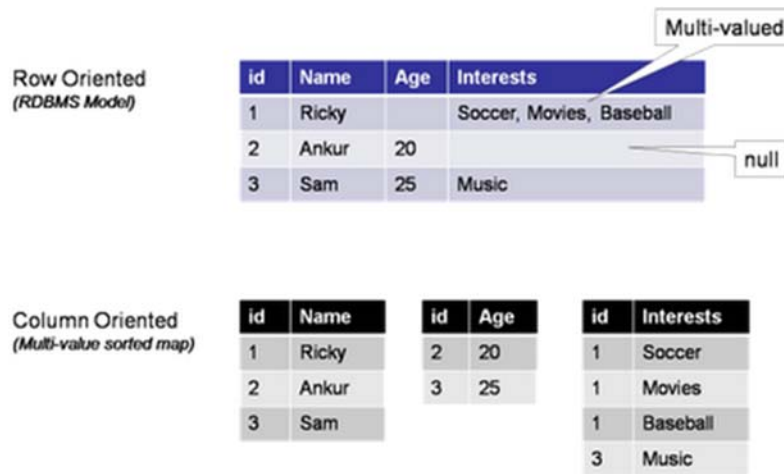 Multi-valued
Row Oriented
(RDBMS Model)
id Name Age Interests
1 Ricky Soccer, Movies, Baseball
2 Ankur 20
null
3 Sam 25 Music
Column Oriented
(Multi-value sorted map)
id Name
1 Ricky
2 Ankur
3 Sam
id Age
2 20
3 25
id Interests
1 Soccer
1 Movies
1 Baseball
3 Music